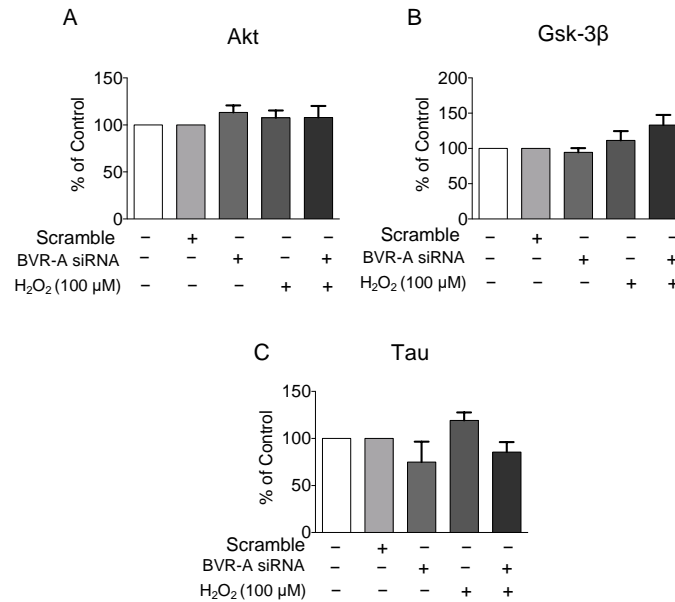 A
Akt
150
100
50
0
% of Control
Scramble – + – – –
BVR-A siRNA – – + – +
H₂O₂ (100 µM) – – – + +
B
Gsk-3β
200
150
100
50
0
% of Control
Scramble – + – – –
BVR-A siRNA – – + – +
H₂O₂ (100 µM) – – – + +
C
Tau
150
100
50
0
% of Control
Scramble – + – – –
BVR-A siRNA – – + – +
H₂O₂ (100 µM) – – – + +